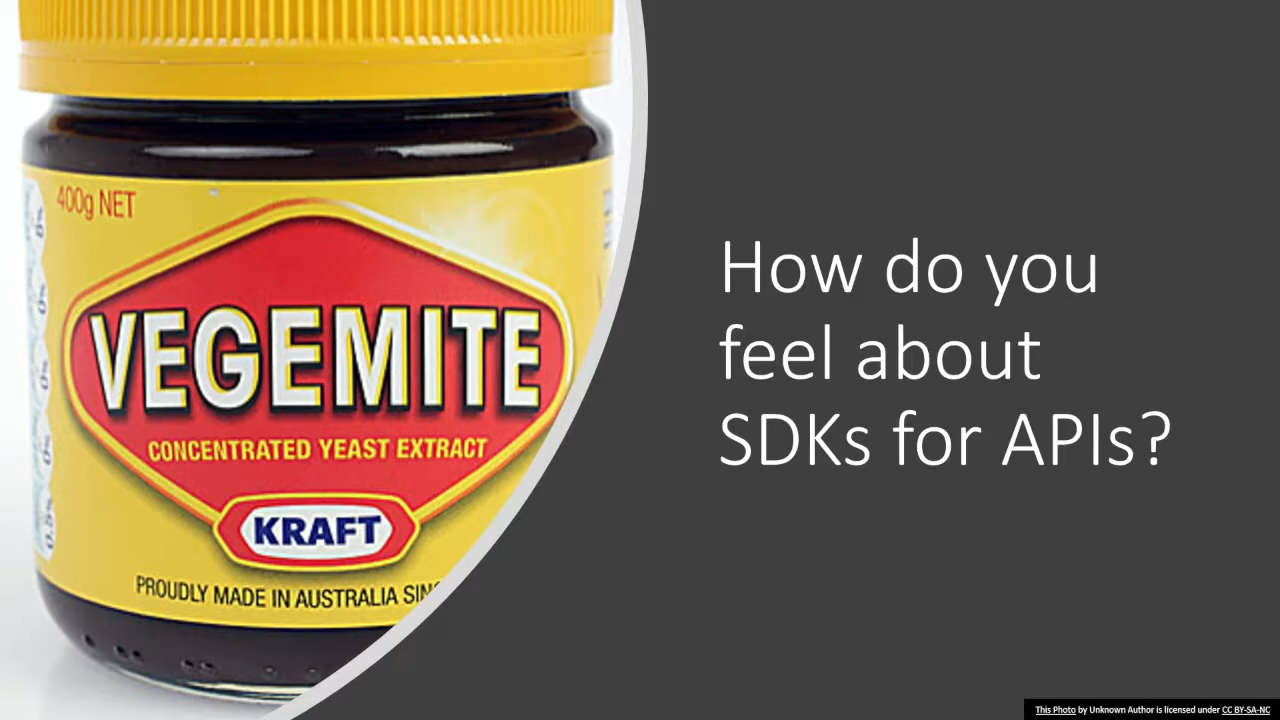 400g NET
VEGEMITE
CONCENTRATED YEAST EXTRACT
KRAFT
PROUDLY MADE IN AUSTRALIA
How do you
feel about
SDKs for APIs?
This Photo by Unknown Author is licensed under CC BY-SA-NC